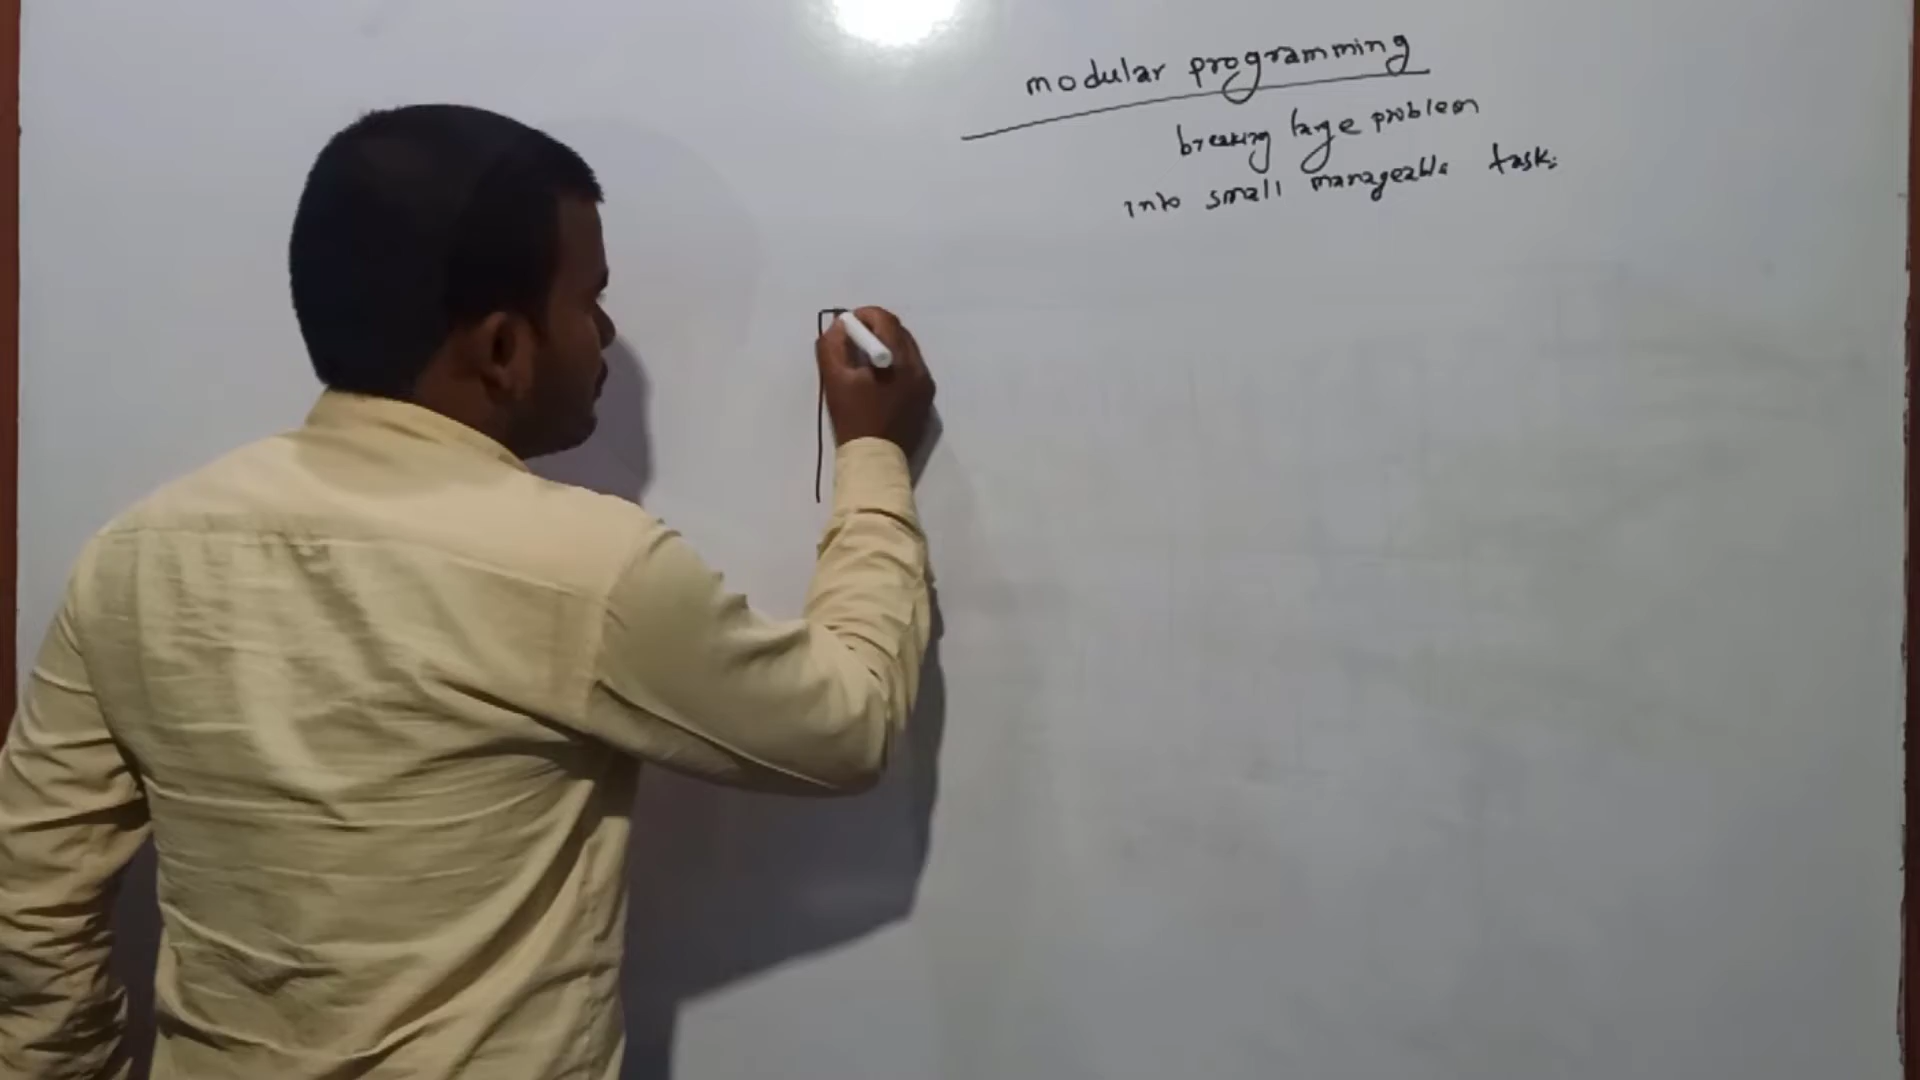 modular programming
breaking large problem
into small manageable tasks